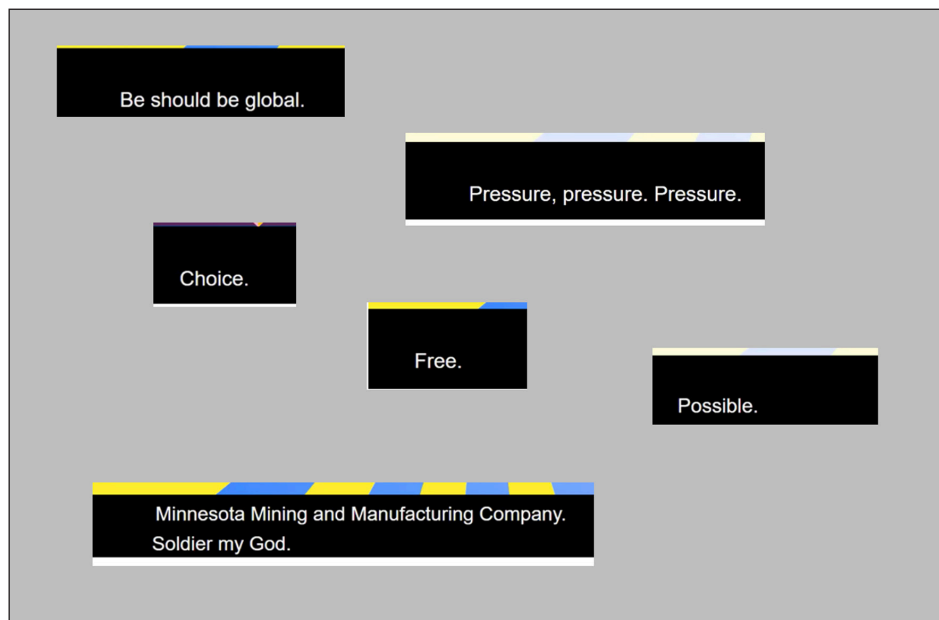 Be should be global.
Pressure, pressure. Pressure.
Choice.
Free.
Possible.
Minnesota Mining and Manufacturing Company.
Soldier my God.